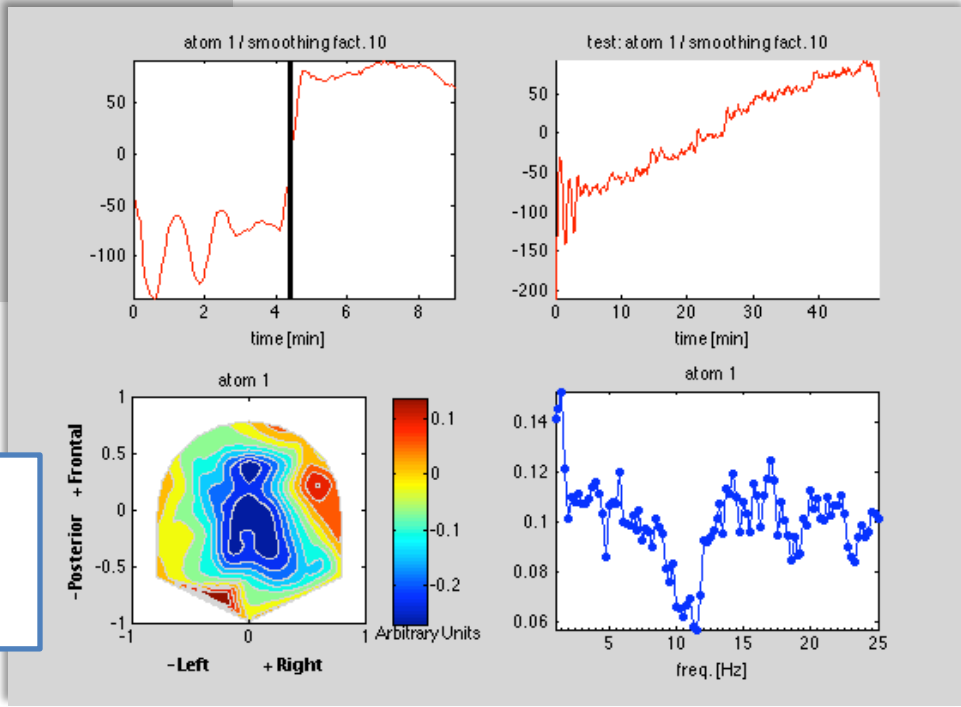 atom 1 / smoothing fact. 10
50
0
-50
-100
0 2 4 6 8
time [min]
test: atom 1 / smoothing fact. 10
50
0
-50
-100
-150
-200
0 10 20 30 40
time [min]
atom 1
1
0.5
0
-0.5
-1
-1 0 1
-Posterior + Frontal
-Left + Right
0.1
0
-0.1
-0.2
Arbitrary Units
atom 1
0.14
0.12
0.1
0.08
0.06
5 10 15 20 25
freq. [Hz]